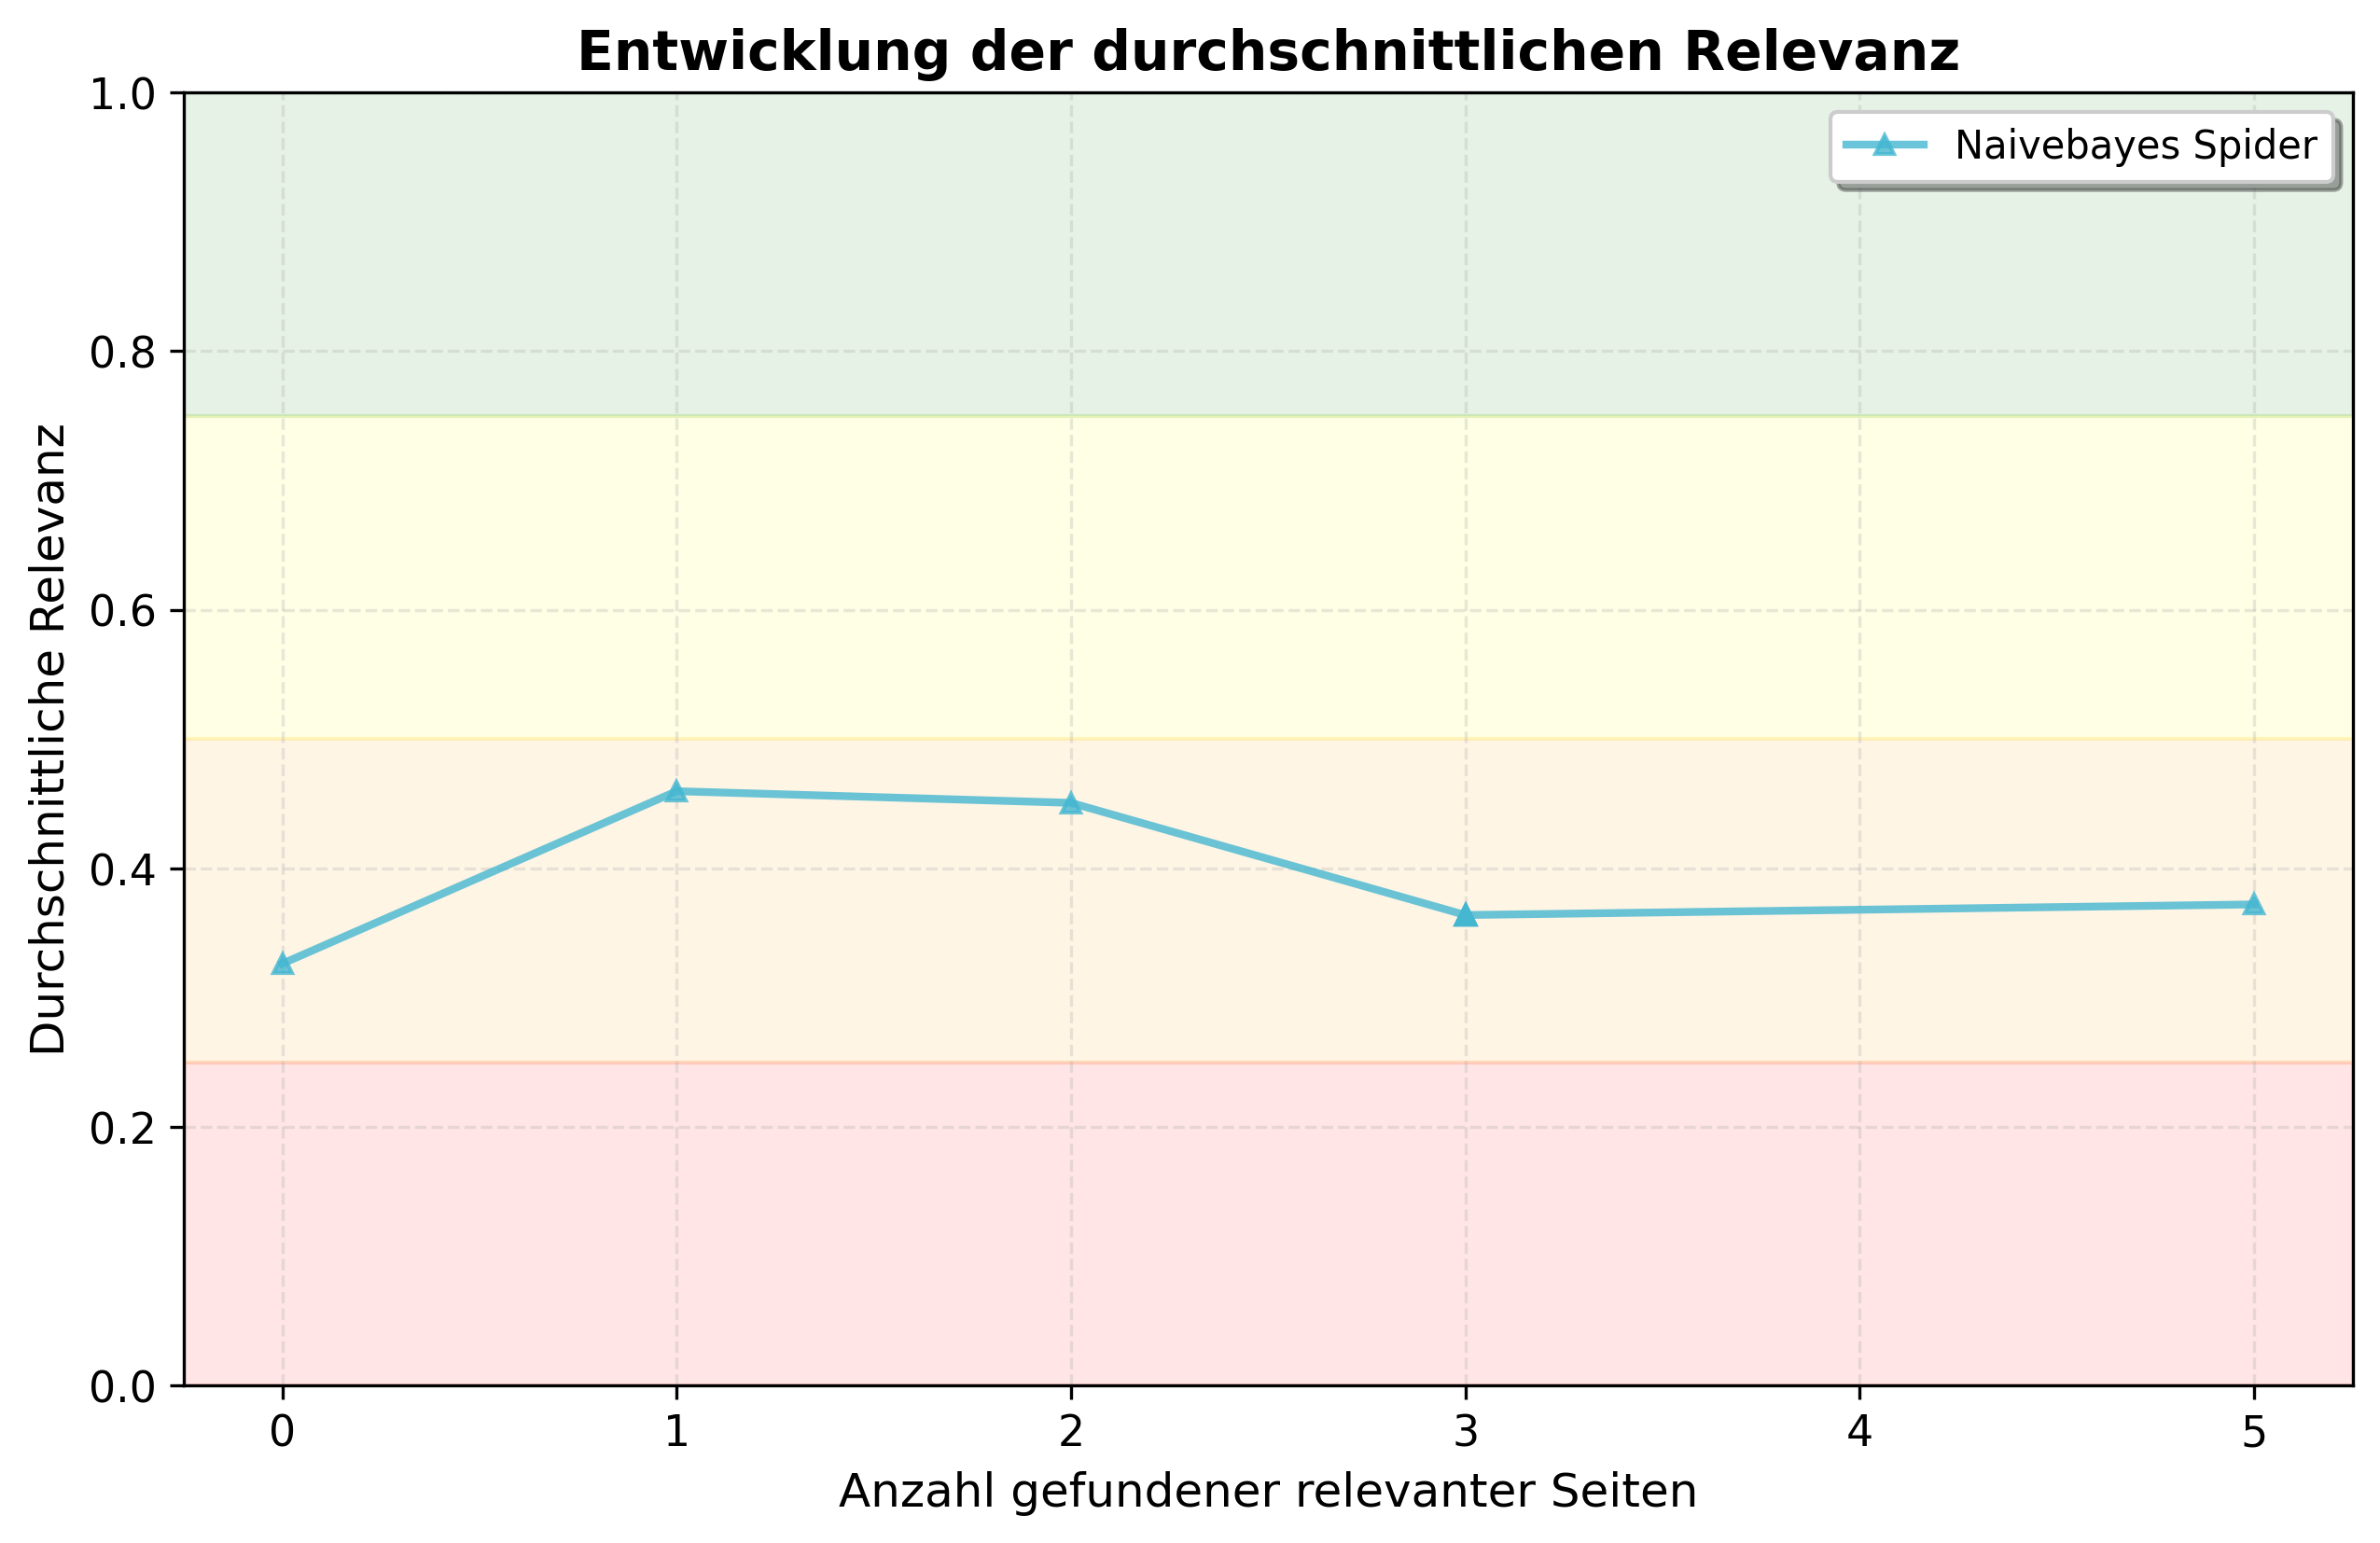 Entwicklung der durchschnittlichen Relevanz
Naivebayes Spider
Durchschnittliche Relevanz
1.0
0.8
0.6
0.4
0.2
0.0
0 1 2 3 4 5
Anzahl gefundener relevanter Seiten